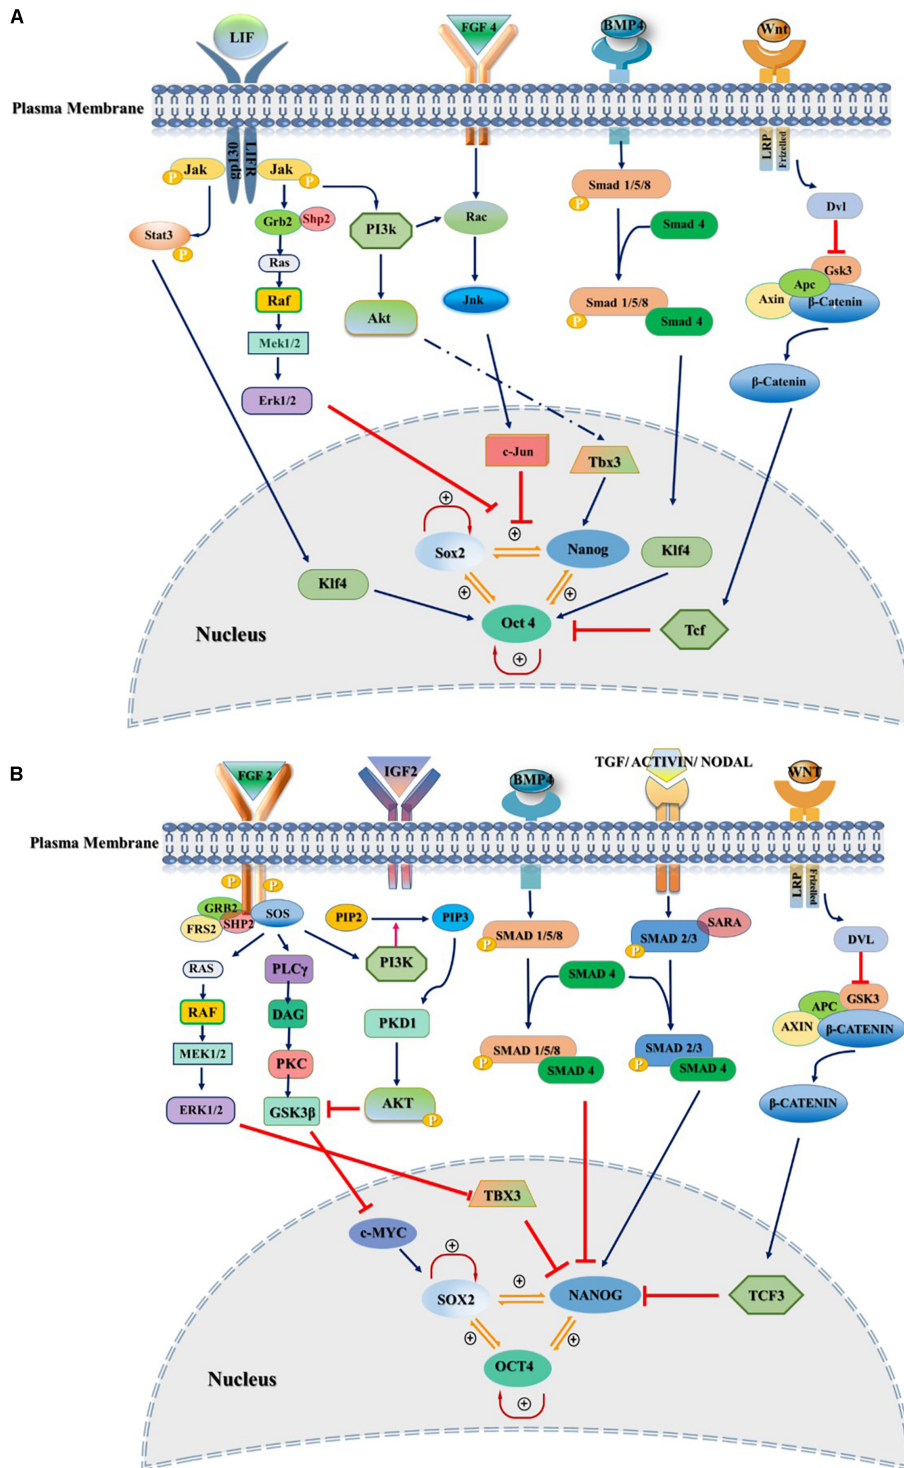 A
LIF
FGF 4
BMP4
Wnt
Plasma Membrane
gp130
LIFR
LRP
Frizelled
Jak
P
Jak
P
Smad 1/5/8
P
Dvl
Stat3
P
Grb2
Shp2
PI3k
Rac
Smad 4
Ras
Gsk3
Apc
Axin
β-Catenin
Raf
Akt
Jnk
Smad 1/5/8
P
Smad 4
Mek1/2
β-Catenin
Erk1/2
c-Jun
Tbx3
+
+
Sox2
Nanog
Klf4
Klf4
+
+
Oct 4
Tcf
Nucleus
+
B
FGF 2
IGF2
BMP4
TGF/ ACTIVIN/ NODAL
WNT
Plasma Membrane
P
P
LRP
Frizelled
GRB2
SOS
FRS2
SHP2
PIP2
PIP3
SMAD 1/5/8
P
SARA
SMAD 2/3
P
DVL
RAS
PLCγ
PI3K
SMAD 4
GSK3
APC
AXIN
β-CATENIN
RAF
DAG
PKD1
MEK1/2
PKC
SMAD 1/5/8
P
SMAD 4
SMAD 2/3
P
SMAD 4
ERK1/2
GSK3β
AKT
P
β-CATENIN
TBX3
c-MYC
+
+
SOX2
NANOG
TCF3
+
+
OCT4
Nucleus
+